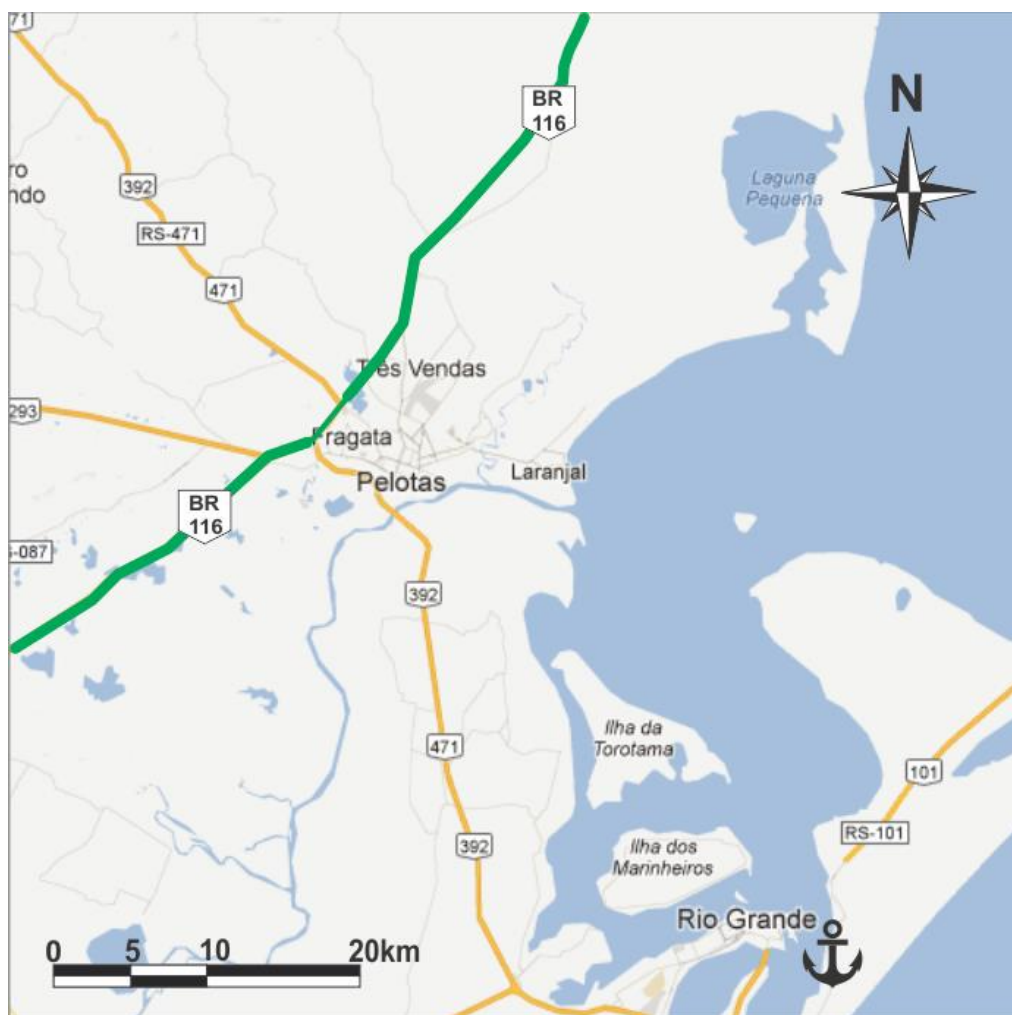 71
BR
116
N
Laguna
Pequena
ro
ndo
392
RS-471
471
Três Vendas
293
Fragata
Laranjal
Pelotas
BR
116
S-087
392
Ilha da
Torotama
471
101
RS-101
392
Ilha dos
Marinheiros
Rio Grande
0 5 10 20km